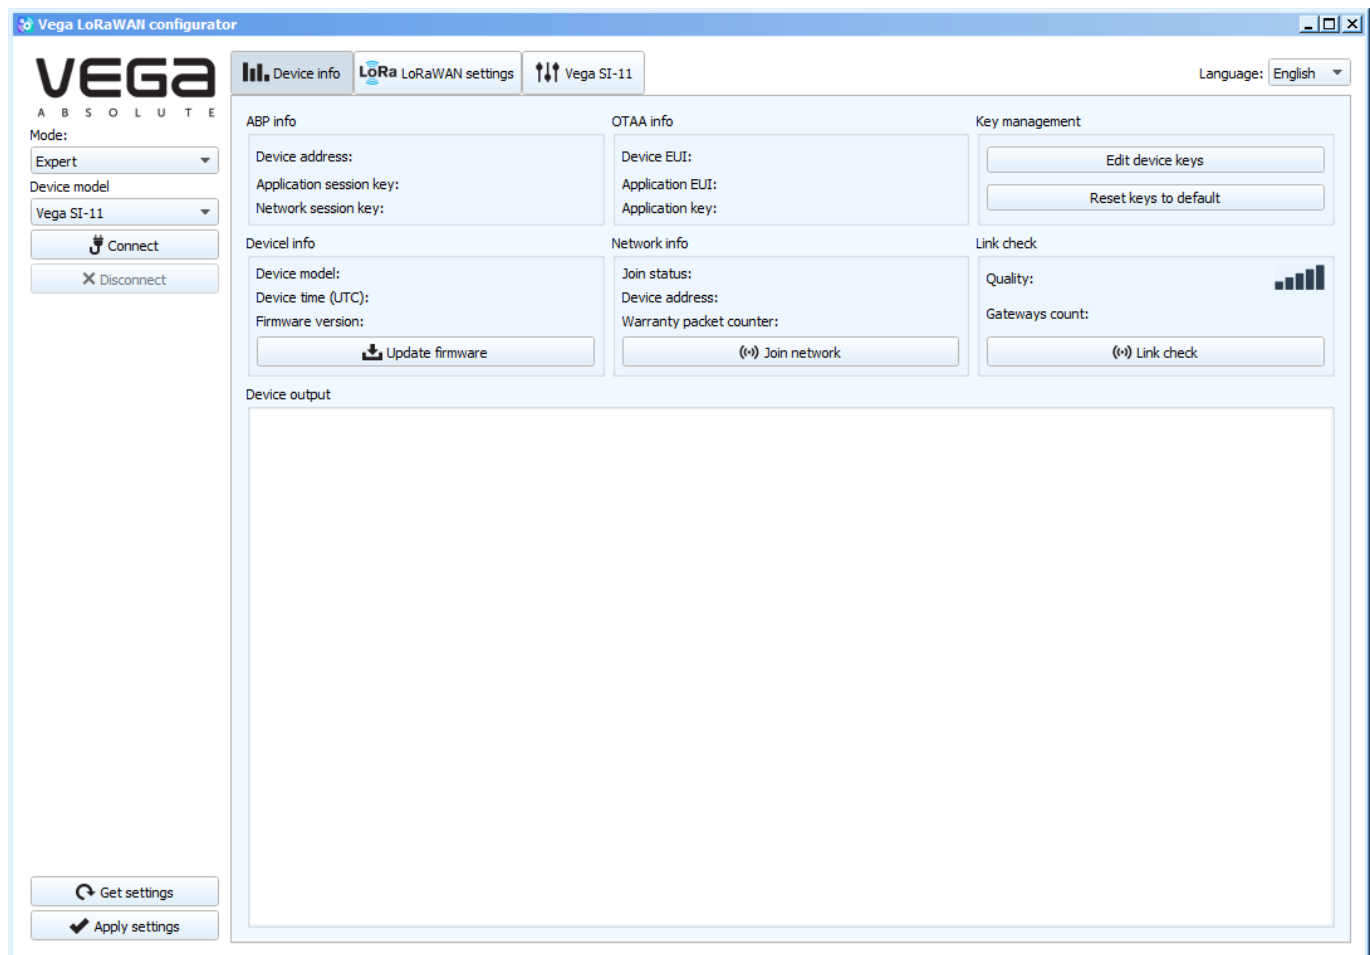 Vega LoRaWAN configurator
VEGA
ABSOLUTE
Mode:
Expert
Device model
Vega SI-11
Connect
Disconnect
Get settings
Apply settings
Device info
LoRa LoRaWAN settings
Vega SI-11
Language: English
ABP info
Device address:
Application session key:
Network session key:
OTAA info
Device EUI:
Application EUI:
Application key:
Key management
Edit device keys
Reset keys to default
Devicel info
Device model:
Device time (UTC):
Firmware version:
Update firmware
Network info
Join status:
Device address:
Warranty packet counter:
Join network
Link check
Quality:
Gateways count:
Link check
Device output